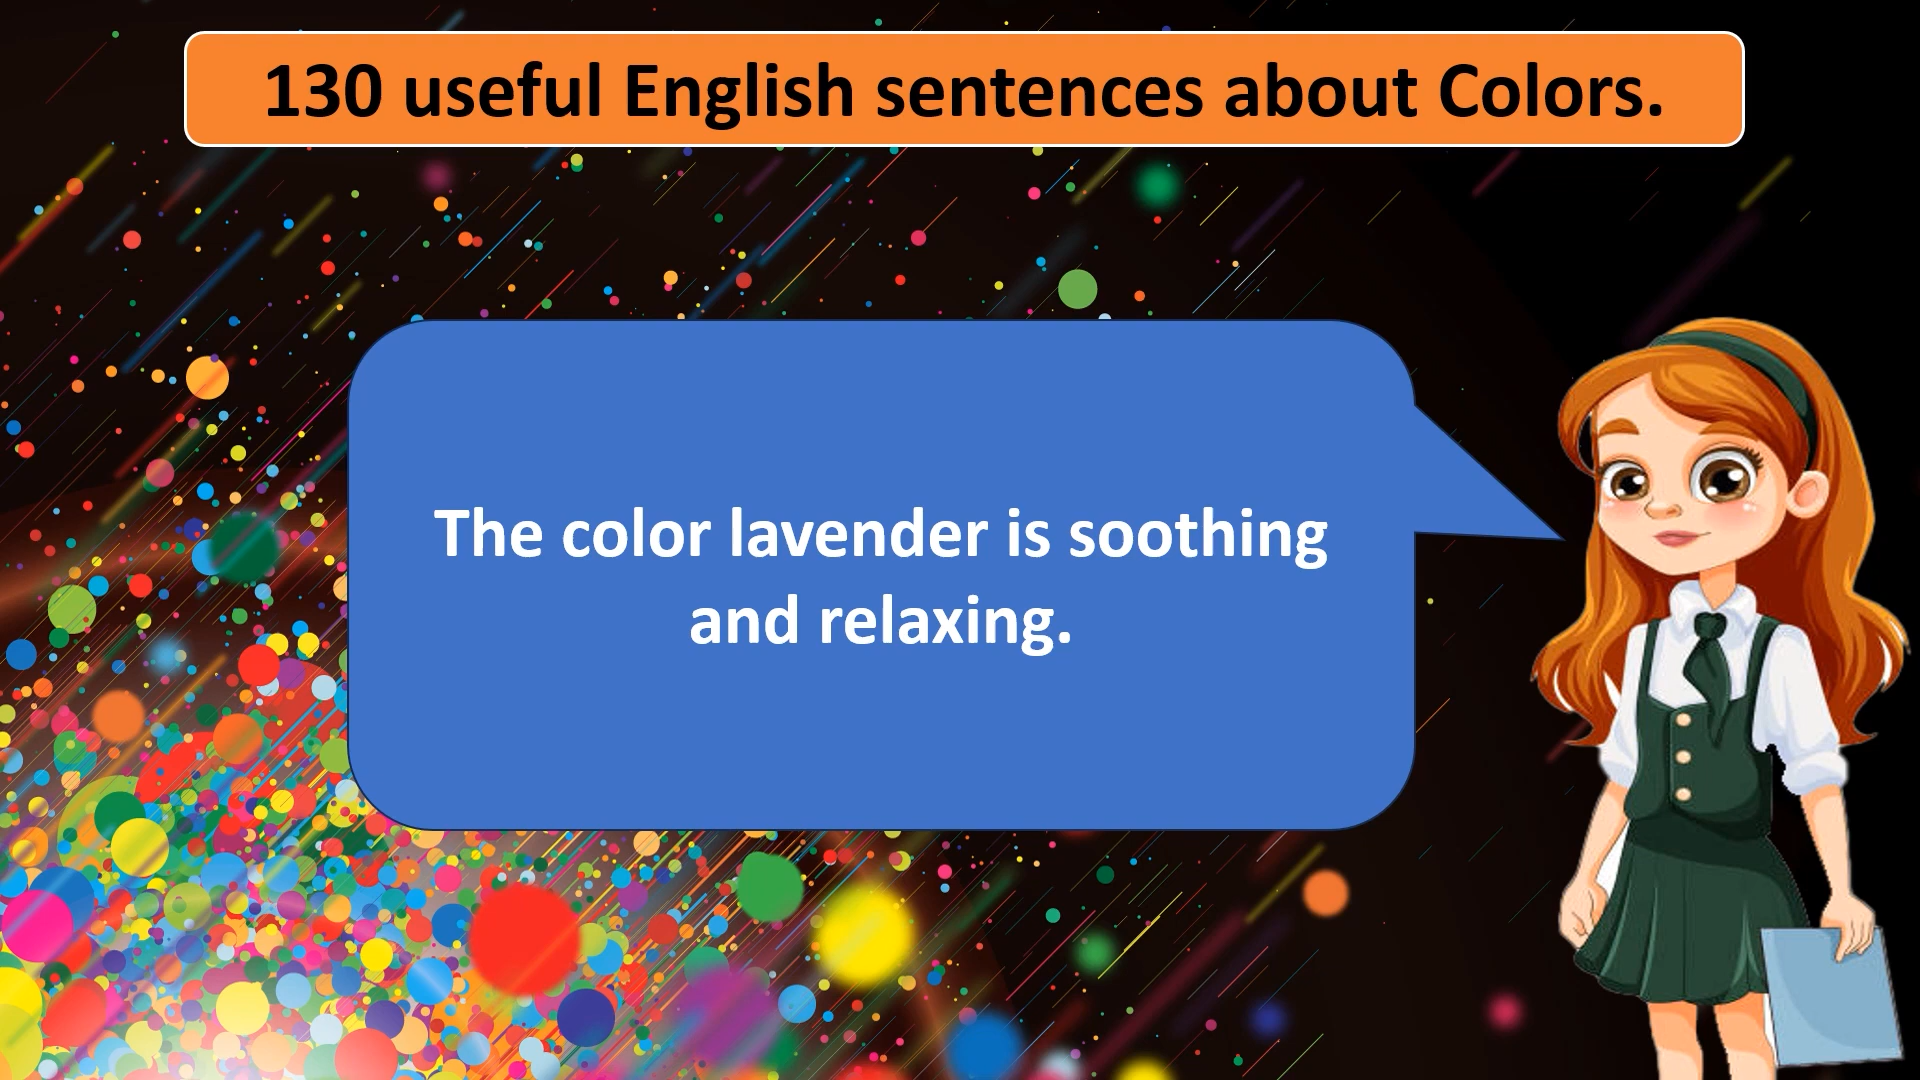 130 useful English sentences about Colors.
The color lavender is soothing
and relaxing.